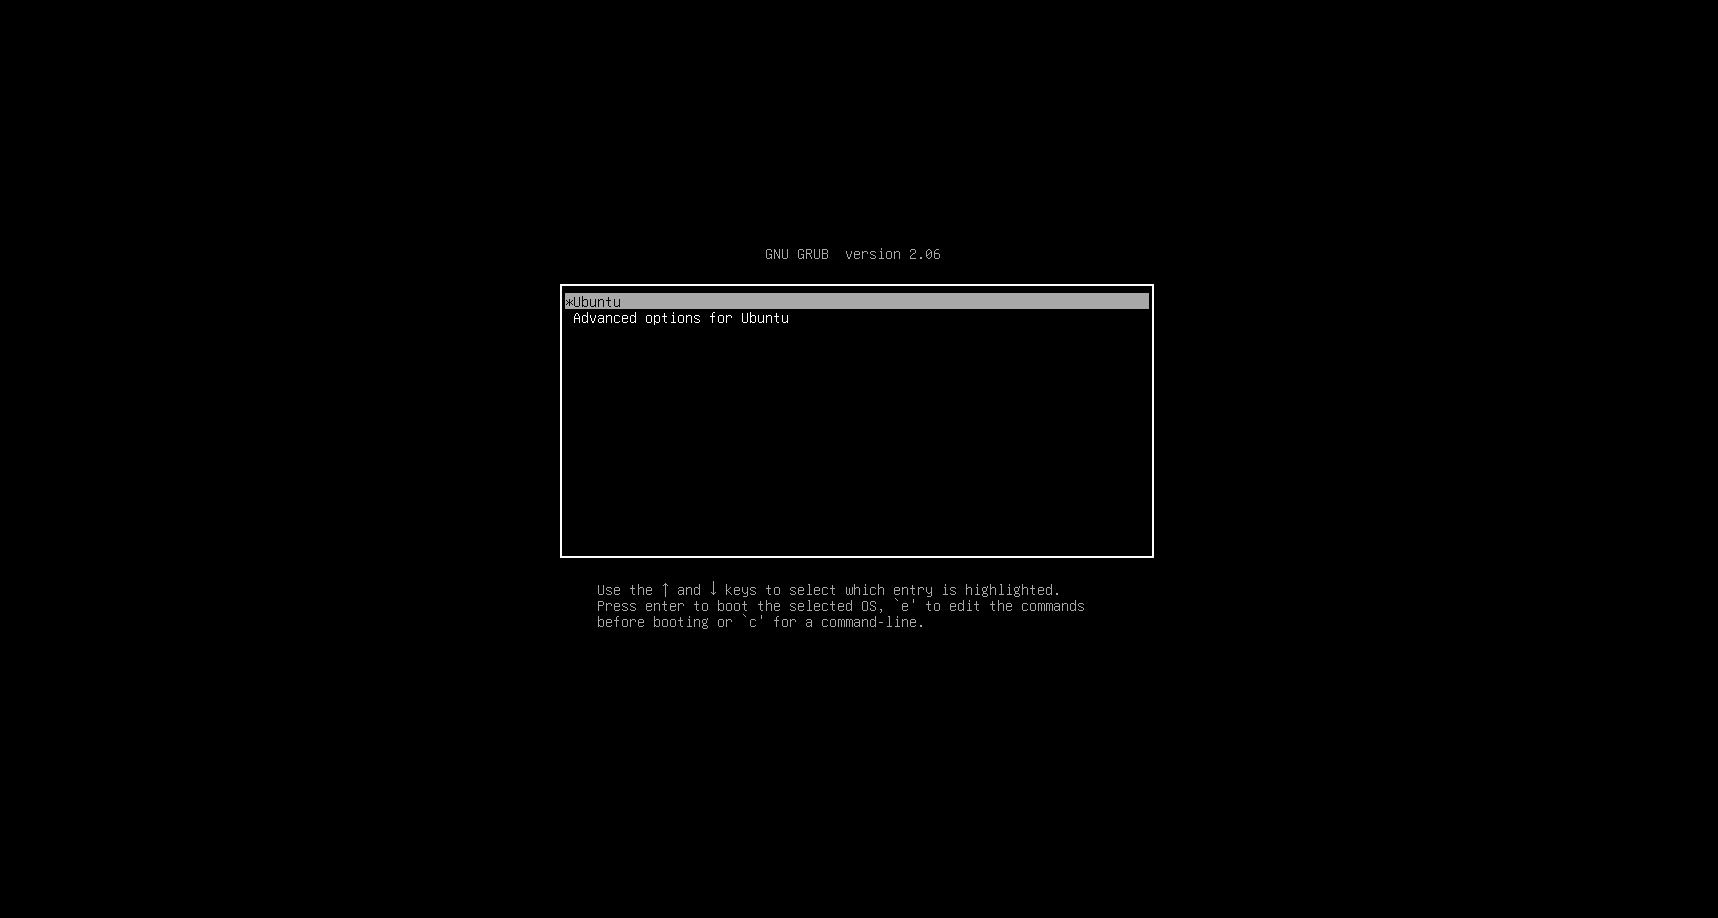 GNU GRUB  version 2.06
*Ubuntu
Advanced options for Ubuntu
Use the ↑ and ↓ keys to select which entry is highlighted.
Press enter to boot the selected OS, `e' to edit the commands
before booting or `c' for a command-line.